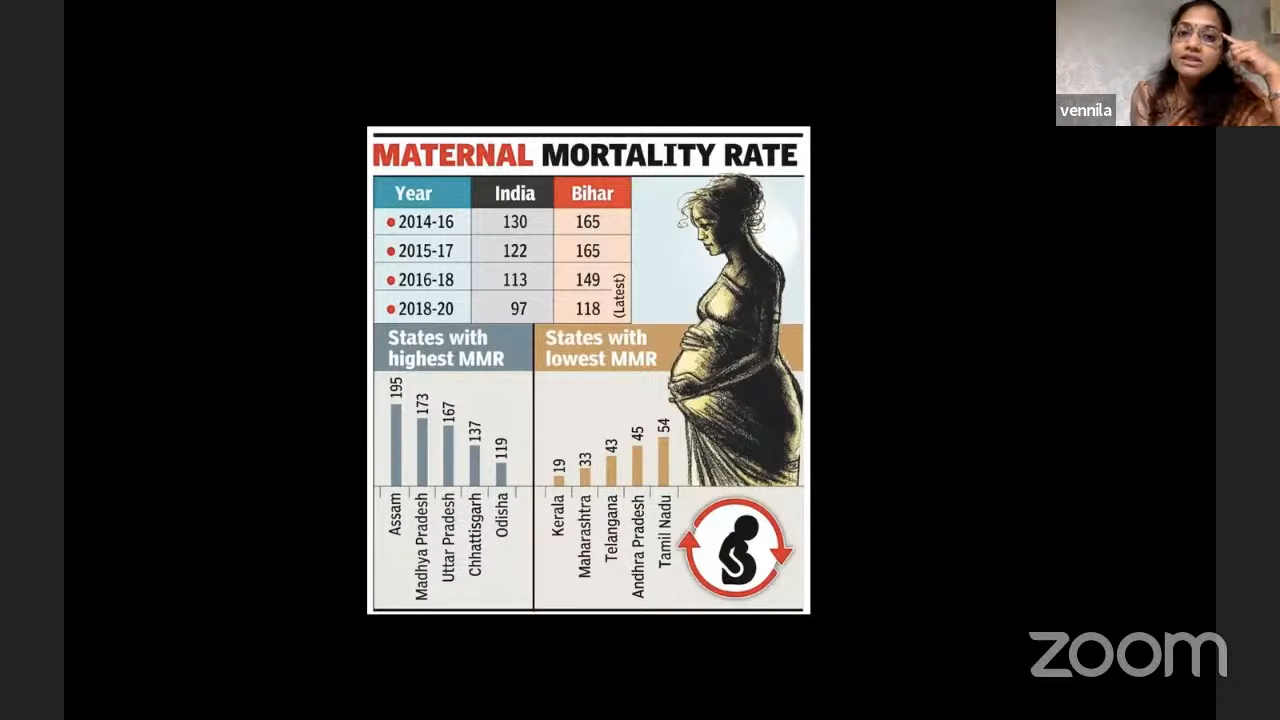 vennila
MATERNAL MORTALITY RATE
Year India Bihar
2014-16 130 165
2015-17 122 165
2016-18 113 149
2018-20 97 118 (Latest)
States with
highest MMR
195
173
167
137
119
Assam
Madhya Pradesh
Uttar Pradesh
Chhattisgarh
Odisha
States with
lowest MMR
19
33
43
45
54
Kerala
Maharashtra
Telangana
Andhra Pradesh
Tamil Nadu
zoom